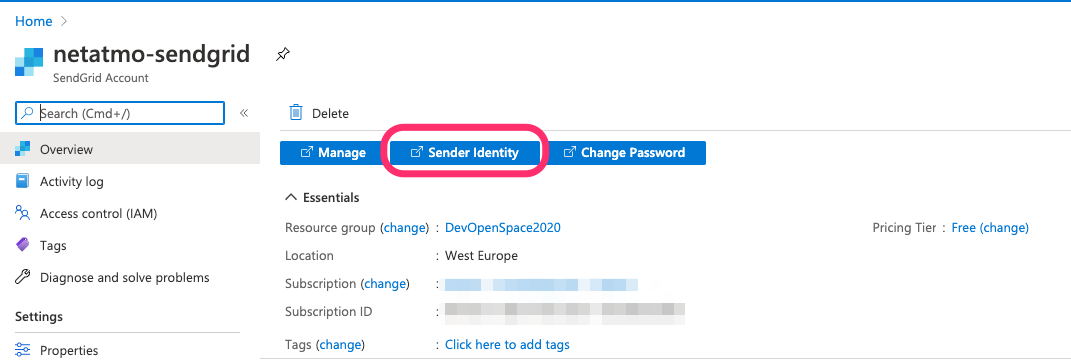 Home >
netatmo-sendgrid
SendGrid Account
Search (Cmd+/)
«
Delete
Overview
Activity log
Access control (IAM)
Tags
Diagnose and solve problems
Settings
Properties
Manage
Sender Identity
Change Password
Essentials
Resource group (change) : DevOpenSpace2020
Pricing Tier : Free (change)
Location : West Europe
Subscription (change) :
Subscription ID :
Tags (change) : Click here to add tags